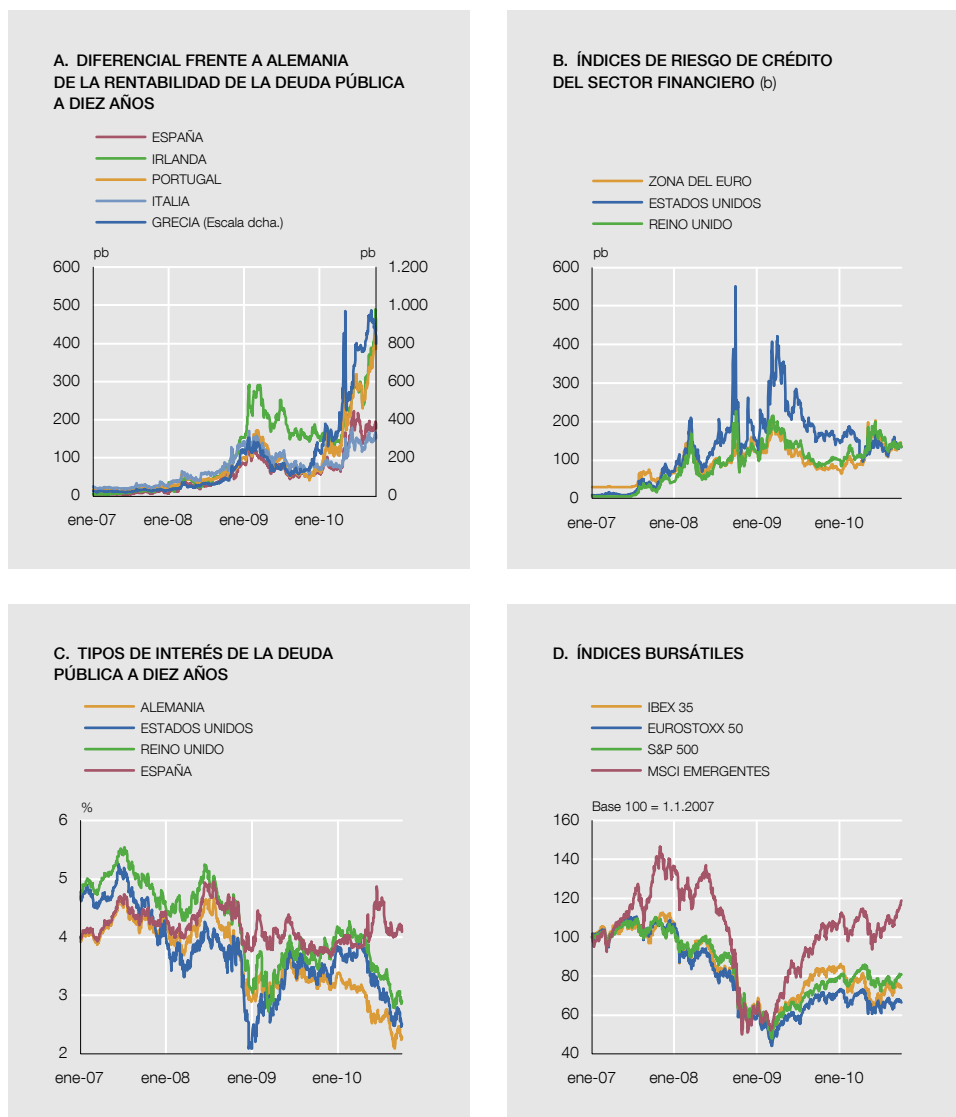 A. DIFERENCIAL FRENTE A ALEMANIA
DE LA RENTABILIDAD DE LA DEUDA PÚBLICA
A DIEZ AÑOS
ESPAÑA
IRLANDA
PORTUGAL
ITALIA
GRECIA (Escala dcha.)
pb pb
600 1.200
500 1.000
400 800
300 600
200 400
100 200
0 0
ene-07 ene-08 ene-09 ene-10
B. ÍNDICES DE RIESGO DE CRÉDITO
DEL SECTOR FINANCIERO (b)
ZONA DEL EURO
ESTADOS UNIDOS
REINO UNIDO
pb
600
500
400
300
200
100
0
ene-07 ene-08 ene-09 ene-10
C. TIPOS DE INTERÉS DE LA DEUDA
PÚBLICA A DIEZ AÑOS
ALEMANIA
ESTADOS UNIDOS
REINO UNIDO
ESPAÑA
%
6
5
4
3
2
ene-07 ene-08 ene-09 ene-10
D. ÍNDICES BURSÁTILES
IBEX 35
EUROSTOXX 50
S&P 500
MSCI EMERGENTES
Base 100 = 1.1.2007
160
140
120
100
80
60
40
ene-07 ene-08 ene-09 ene-10